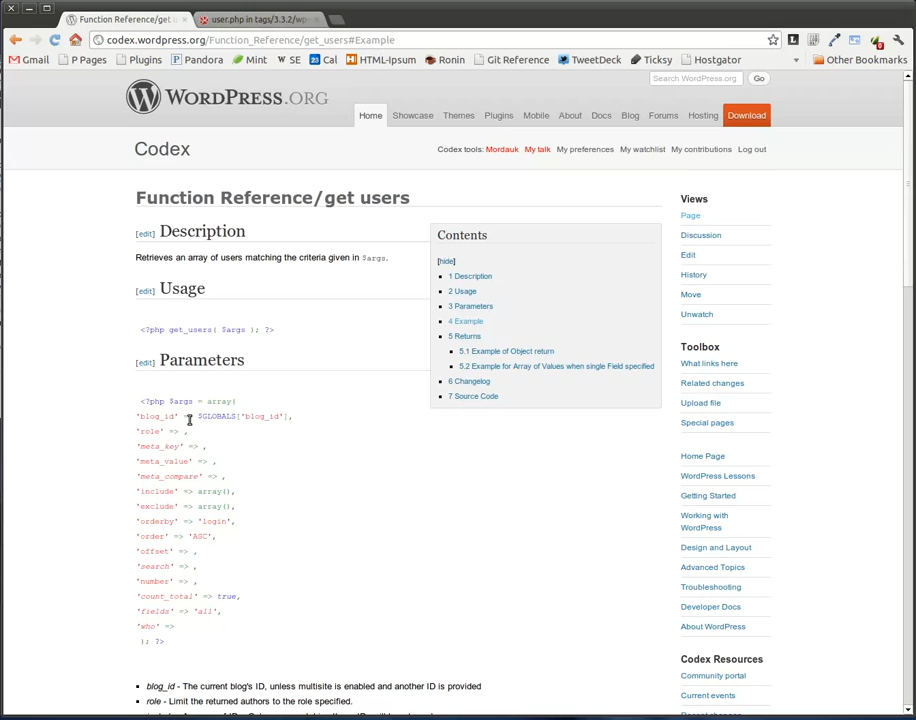 Function Reference/get u
user.php in tags/3.3.2/wp
codex.wordpress.org/Function_Reference/get_users#Example
Gmail P Pages Plugins Pandora Mint SE Cal HTML-Ipsum Ronin Git Reference TweetDeck Ticksy Hostgator Other Bookmarks
WORDPRESS.ORG
Search WordPress.org Go
Home Showcase Themes Plugins Mobile About Docs Blog Forums Hosting Download
Codex
Codex tools: Mordauk My talk My preferences My watchlist My contributions Log out
Function Reference/get users
[edit] Description
Retrieves an array of users matching the criteria given in $args.
[edit] Usage
<?php get_users( $args ); ?>
[edit] Parameters
<?php $args = array(
'blog_id' => $GLOBALS['blog_id'],
'role' => ,
'meta_key' => ,
'meta_value' => ,
'meta_compare' => ,
'include' => array(),
'exclude' => array(),
'orderby' => 'login',
'order' => 'ASC',
'offset' => ,
'search' => ,
'number' => ,
'count_total' => true,
'fields' => 'all',
'who' =>
); ?>
blog_id - The current blog's ID, unless multisite is enabled and another ID is provided
role - Limit the returned authors to the role specified.
Contents
[hide]
1 Description
2 Usage
3 Parameters
4 Example
5 Returns
5.1 Example of Object return
5.2 Example for Array of Values when single Field specified
6 Changelog
7 Source Code
Views
Page
Discussion
Edit
History
Move
Unwatch
Toolbox
What links here
Related changes
Upload file
Special pages
Home Page
WordPress Lessons
Getting Started
Working with
WordPress
Design and Layout
Advanced Topics
Troubleshooting
Developer Docs
About WordPress
Codex Resources
Community portal
Current events